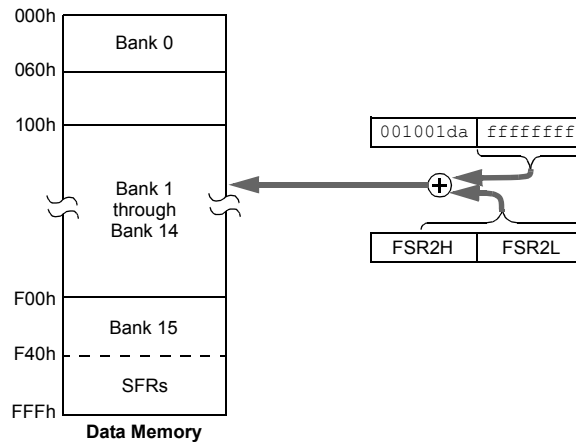 000h
Bank 0
060h
100h
001001da ffffffff
Bank 1
through
Bank 14
FSR2H FSR2L
F00h
Bank 15
F40h
SFRs
FFFh
Data Memory